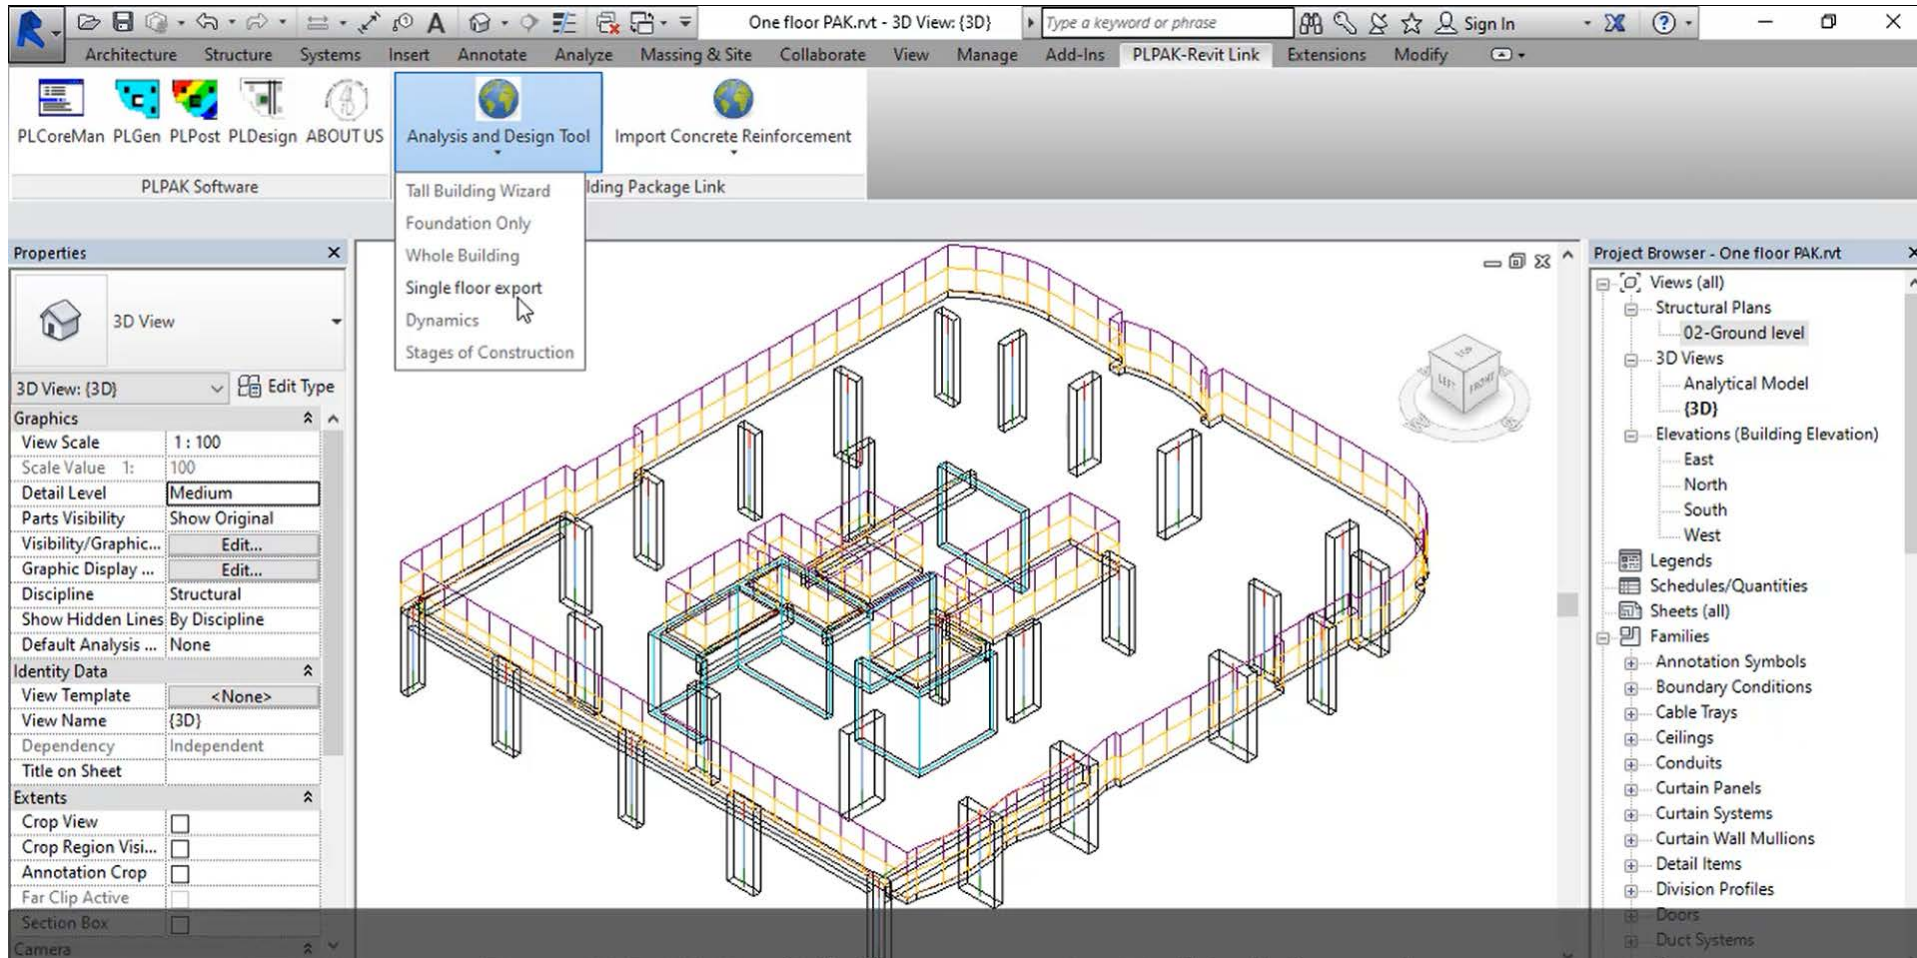 One floor PAK.rvt - 3D View: {3D}
Type a keyword or phrase
Sign In
Architecture Structure Systems Insert Annotate Analyze Massing & Site Collaborate View Manage Add-Ins PLPAK-Revit Link Extensions Modify
PLCoreMan PLGen PLPost PLDesign ABOUT US Analysis and Design Tool Import Concrete Reinforcement
PLPAK Software
lding Package Link
Tall Building Wizard
Foundation Only
Whole Building
Single floor export
Dynamics
Stages of Construction
Properties
3D View
3D View: {3D} Edit Type
Graphics
View Scale 1 : 100
Scale Value 1: 100
Detail Level Medium
Parts Visibility Show Original
Visibility/Graphic... Edit...
Graphic Display ... Edit...
Discipline Structural
Show Hidden Lines By Discipline
Default Analysis ... None
Identity Data
View Template <None>
View Name {3D}
Dependency Independent
Title on Sheet
Extents
Crop View
Crop Region Visi...
Annotation Crop
Far Clip Active
Section Box
Camera
TOP
LEFT
FRONT
Project Browser - One floor PAK.rvt
Views (all)
Structural Plans
02-Ground level
3D Views
Analytical Model
{3D}
Elevations (Building Elevation)
East
North
South
West
Legends
Schedules/Quantities
Sheets (all)
Families
Annotation Symbols
Boundary Conditions
Cable Trays
Ceilings
Conduits
Curtain Panels
Curtain Systems
Curtain Wall Mullions
Detail Items
Division Profiles
Doors
Duct Systems